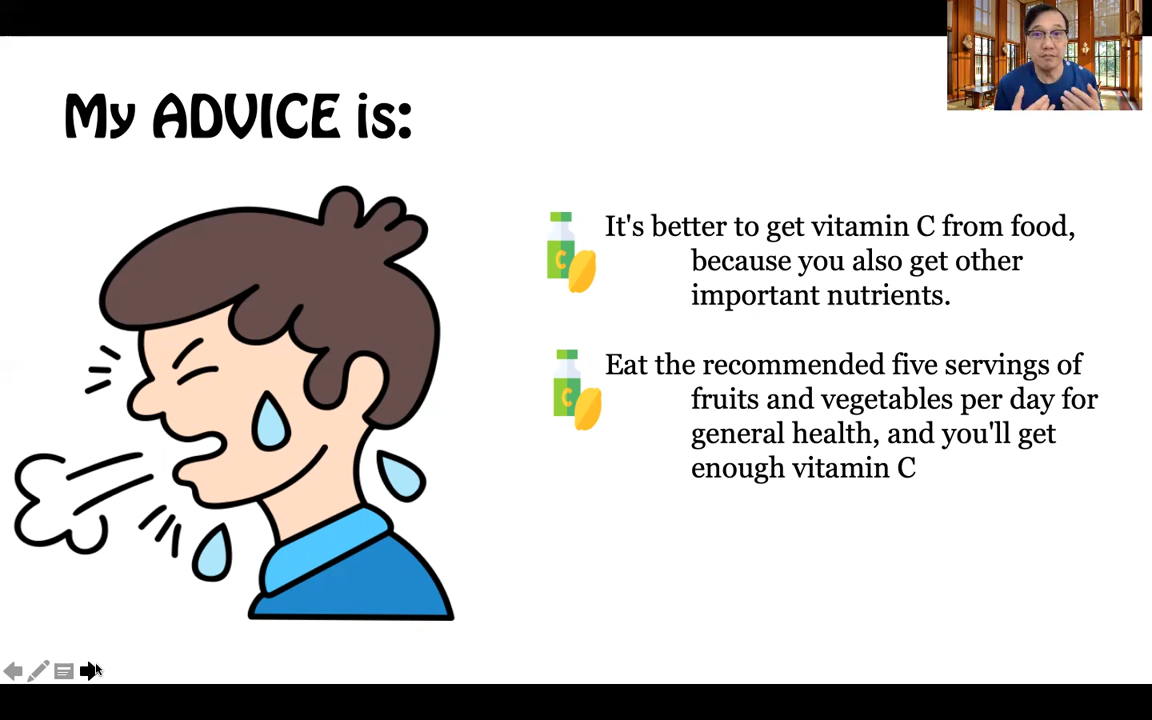 My ADVICE is:
It's better to get vitamin C from food,
because you also get other
important nutrients.
Eat the recommended five servings of
fruits and vegetables per day for
general health, and you'll get
enough vitamin C
C
C